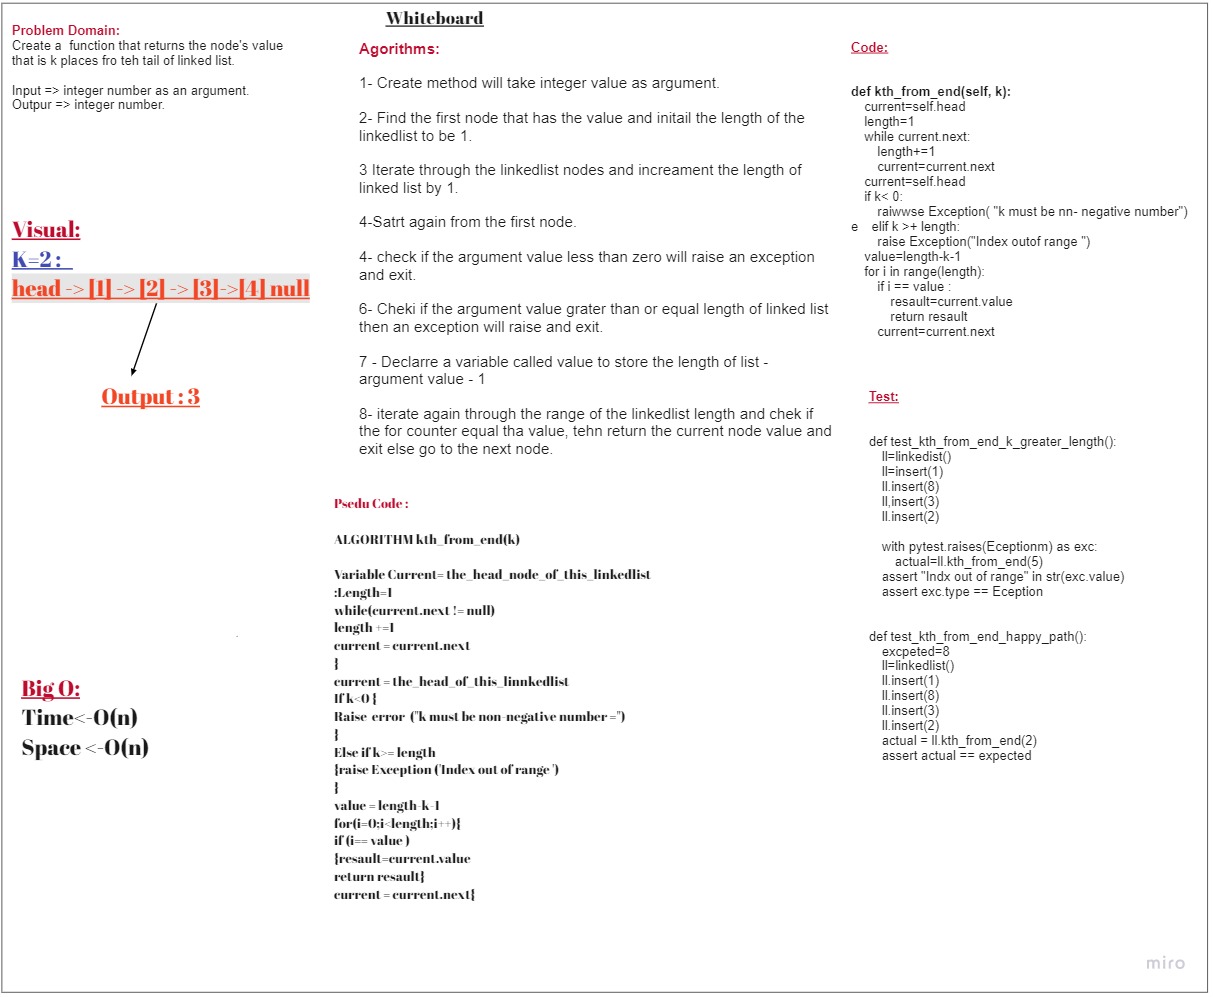 Whiteboard
Problem Domain:
Create a  function that returns the node's value
that is k places fro teh tail of linked list.
Input => integer number as an argument.
Outpur => integer number.
Visual:
K=2 :
head -> [1] -> [2] -> [3]->[4] null
Output : 3
Big O:
Time<-O(n)
Space <-O(n)
Agorithms:
1- Create method will take integer value as argument.
2- Find the first node that has the value and initail the length of the
linkedlist to be 1.
3 Iterate through the linkedlist nodes and increament the length of
linked list by 1.
4-Satrt again from the first node.
4- check if the argument value less than zero will raise an exception
and exit.
6- Cheki if the argument value grater than or equal length of linked list
then an exception will raise and exit.
7 - Declarre a variable called value to store the length of list -
argument value - 1
8- iterate again through the range of the linkedlist length and chek if
the for counter equal tha value, tehn return the current node value and
exit else go to the next node.
Psedu Code :
ALGORITHM kth_from_end(k)
Variable Current= the_head_node_of_this_linkedlist
:Length=1
while(current.next != null)
length +=1
current = current.next
}
current = the_head_of_this_linnkedlist
If k<0 {
Raise  error  ("k must be non-negative number =")
}
Else if k>= length
{raise Exception ('Index out of range ')
}
value = length-k-1
for(i=0;i<length;i++){
if (i== value )
{resault=current.value
return resault}
current = current.next{
Code:
def kth_from_end(self, k):
current=self.head
length=1
while current.next:
length+=1
current=current.next
current=self.head
if k< 0:
raiwwse Exception( "k must be nn- negative number")
e    elif k >+ length:
raise Exception("Index outof range ")
value=length-k-1
for i in range(length):
if i == value :
resault=current.value
return resault
current=current.next
Test:
def test_kth_from_end_k_greater_length():
ll=linkedist()
ll=insert(1)
ll.insert(8)
ll,insert(3)
ll.insert(2)
with pytest.raises(Eceptionm) as exc:
actual=ll.kth_from_end(5)
assert "Indx out of range" in str(exc.value)
assert exc.type == Eception
def test_kth_from_end_happy_path():
excpeted=8
ll=linkedlist()
ll.insert(1)
ll.insert(8)
ll.insert(3)
ll.insert(2)
actual = ll.kth_from_end(2)
assert actual == expected
miro